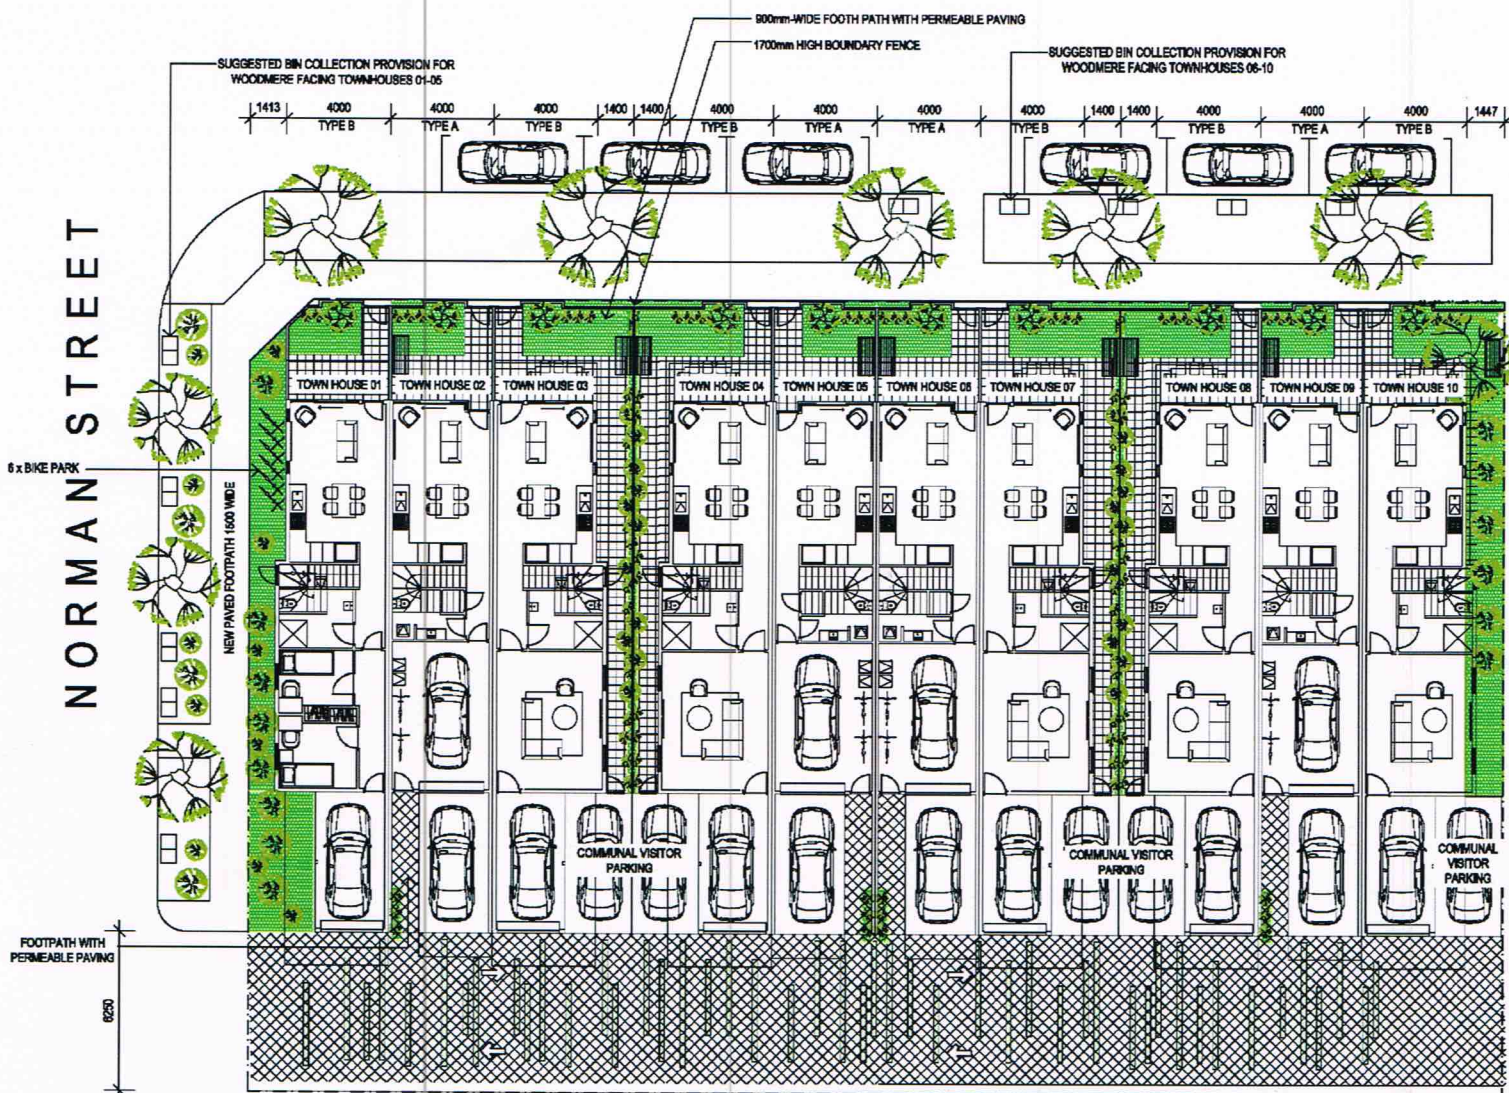 900mm-WIDE FOOTH PATH WITH PERMEABLE PAVING
1700mm HIGH BOUNDARY FENCE
SUGGESTED BIN COLLECTION PROVISION FOR
WOODMERE FACING TOWNHOUSES 01-05
SUGGESTED BIN COLLECTION PROVISION FOR
WOODMERE FACING TOWNHOUSES 06-10
1413 4000 4000 4000 1400 1400 4000 4000 4000 4000 1400 1400 4000 4000 4000 1447
TYPE B TYPE A TYPE B TYPE B TYPE A TYPE A TYPE B TYPE B TYPE A TYPE B
NORMAN STREET
TOWN HOUSE 01 TOWN HOUSE 02 TOWN HOUSE 03 TOWN HOUSE 04 TOWN HOUSE 05 TOWN HOUSE 06 TOWN HOUSE 07 TOWN HOUSE 08 TOWN HOUSE 09 TOWN HOUSE 10
6 x BIKE PARK
NEW PAVED FOOTPATH 1500 WIDE
COMMUNAL VISITOR
PARKING
COMMUNAL VISITOR
PARKING
COMMUNAL
VISITOR
PARKING
FOOTPATH WITH
PERMEABLE PAVING
6250